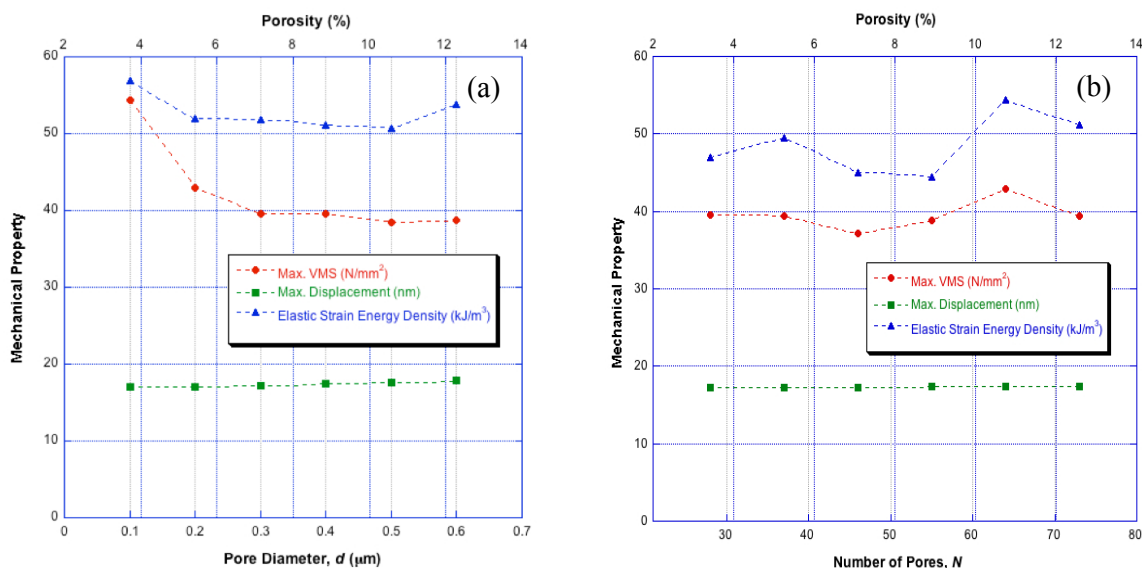 Porosity (%)
2 4 6 8 10 12 14
60
50
40
30
20
10
0
Mechanical Property
(a)
Max. VMS (N/mm²)
Max. Displacement (nm)
Elastic Strain Energy Density (kJ/m³)
0 0.1 0.2 0.3 0.4 0.5 0.6 0.7
Pore Diameter, d (μm)
Porosity (%)
2 4 6 8 10 12 14
60
50
40
30
20
10
0
Mechanical Property
(b)
Max. VMS (N/mm²)
Max. Displacement (nm)
Elastic Strain Energy Density (kJ/m³)
30 40 50 60 70 80
Number of Pores, N